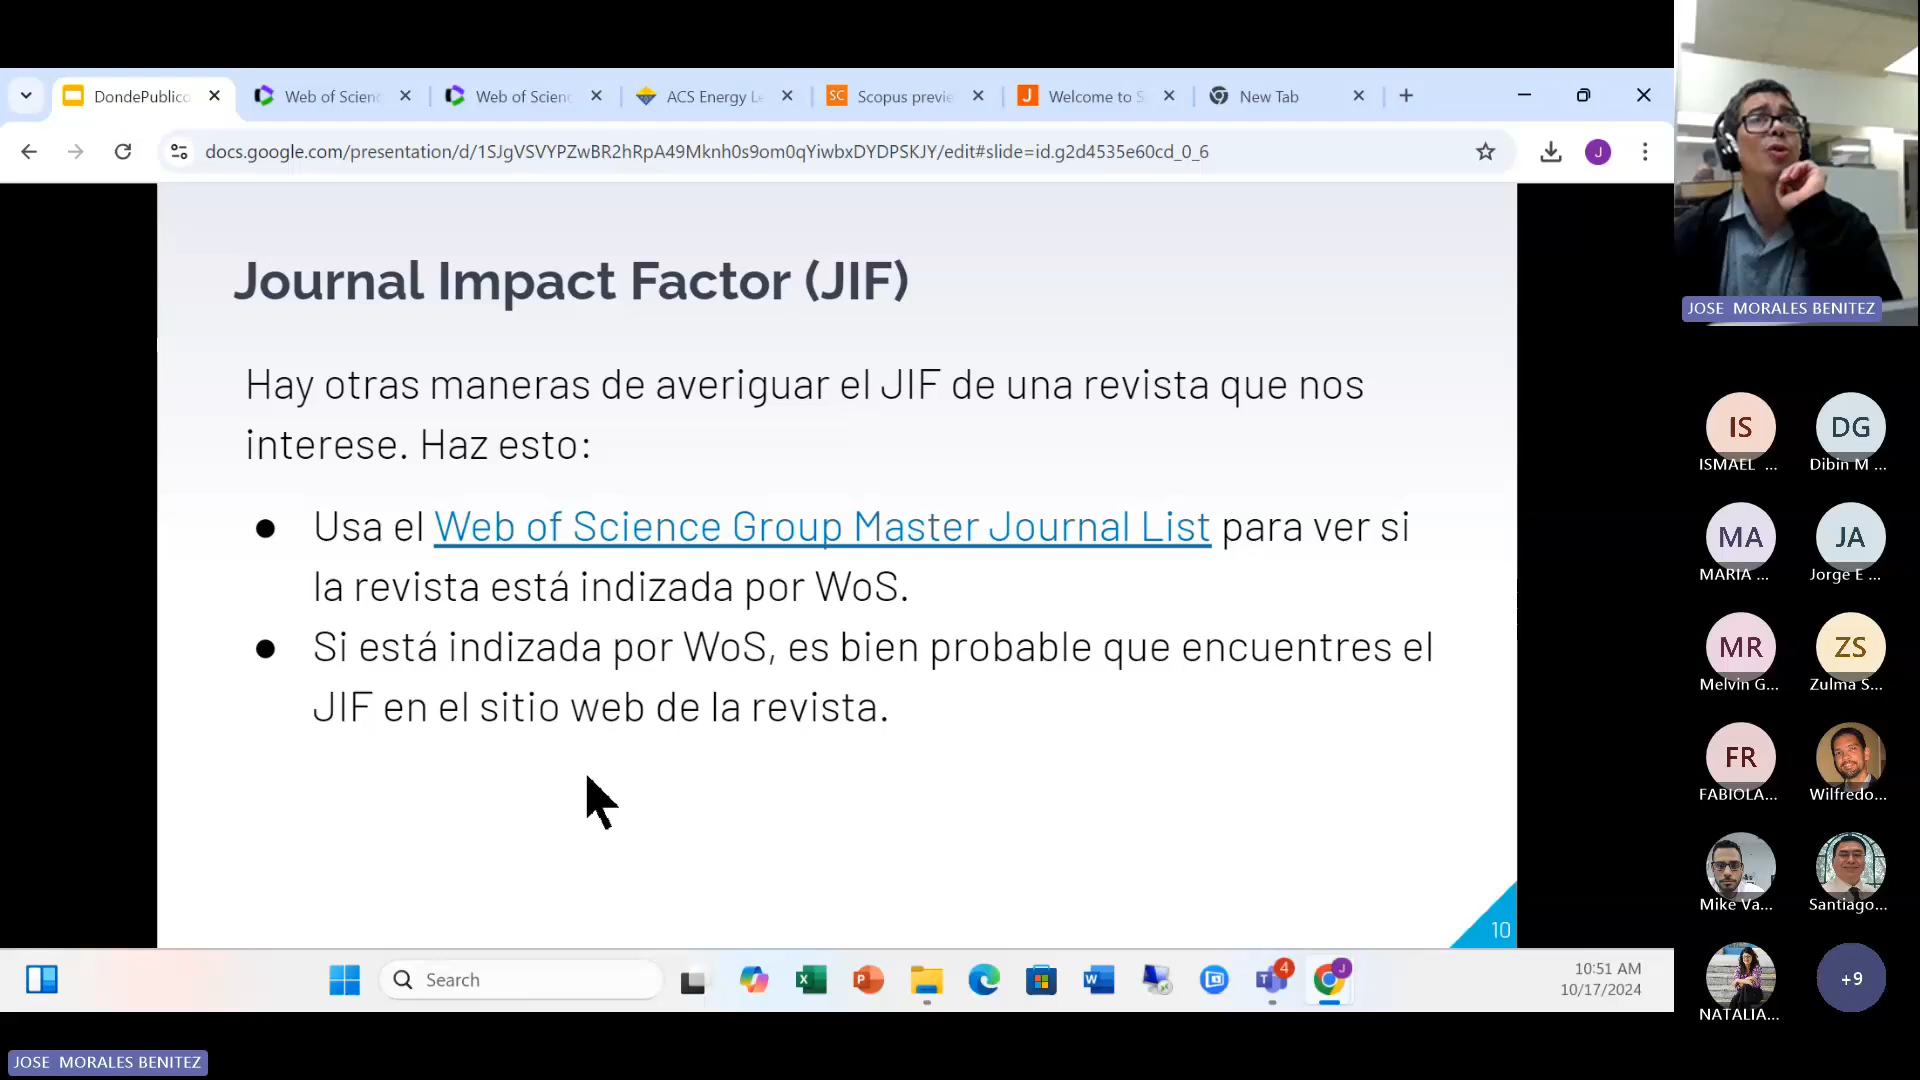 DondePublico
Web of Scien
Web of Scien
ACS Energy Le
SC
Scopus previe
J
Welcome to S
New Tab
docs.google.com/presentation/d/1SJgVSVYPZwBR2hRpA49Mknh0s9om0qYiwbxDYDPSKJY/edit#slide=id.g2d4535e60cd_0_6
J
Journal Impact Factor (JIF)
Hay otras maneras de averiguar el JIF de una revista que nos
interese. Haz esto:
● Usa el Web of Science Group Master Journal List para ver si
la revista está indizada por WoS.
● Si está indizada por WoS, es bien probable que encuentres el
JIF en el sitio web de la revista.
10
Search
4
J
10:51 AM
10/17/2024
JOSE MORALES BENITEZ
IS
ISMAEL ...
DG
Dibin M ...
MA
MARIA ...
JA
Jorge E ...
MR
Melvin G...
ZS
Zulma S...
FR
FABIOLA...
Wilfredo...
Mike Va...
Santiago...
NATALIA...
+9
JOSE MORALES BENITEZ